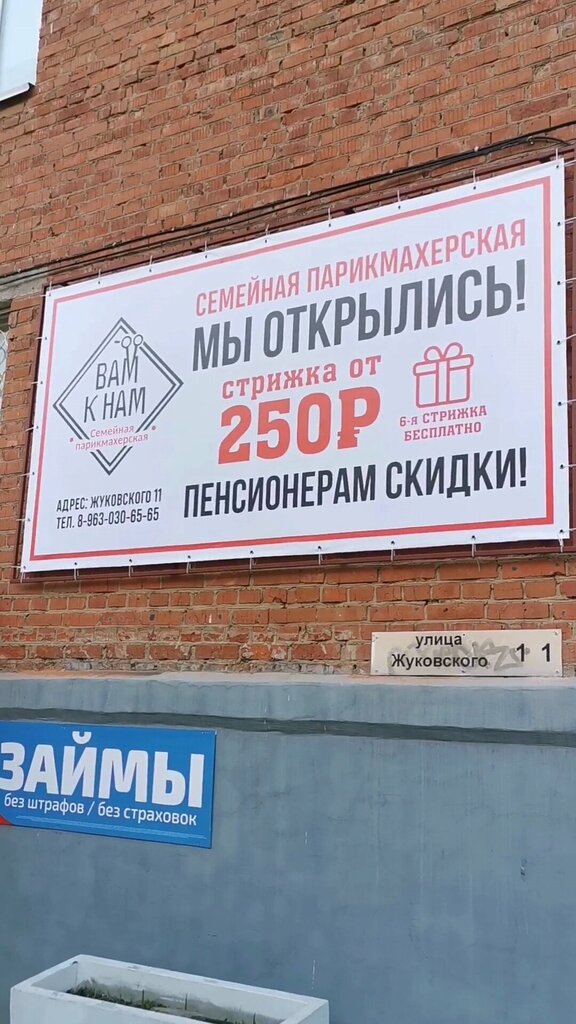 СЕМЕЙНАЯ ПАРИКМАХЕРСКАЯ
МЫ ОТКРЫЛИСЬ!
стрижка от
250₽
6-я СТРИЖКА
БЕСПЛАТНО
ПЕНСИОНЕРАМ СКИДКИ!
ВАМ
К НАМ
Семейная
парикмахерская
АДРЕС: ЖУКОВСКОГО 11
ТЕЛ. 8-963-030-65-65
улица
Жуковского 11
ЗАЙМЫ
без штрафов / без страховок